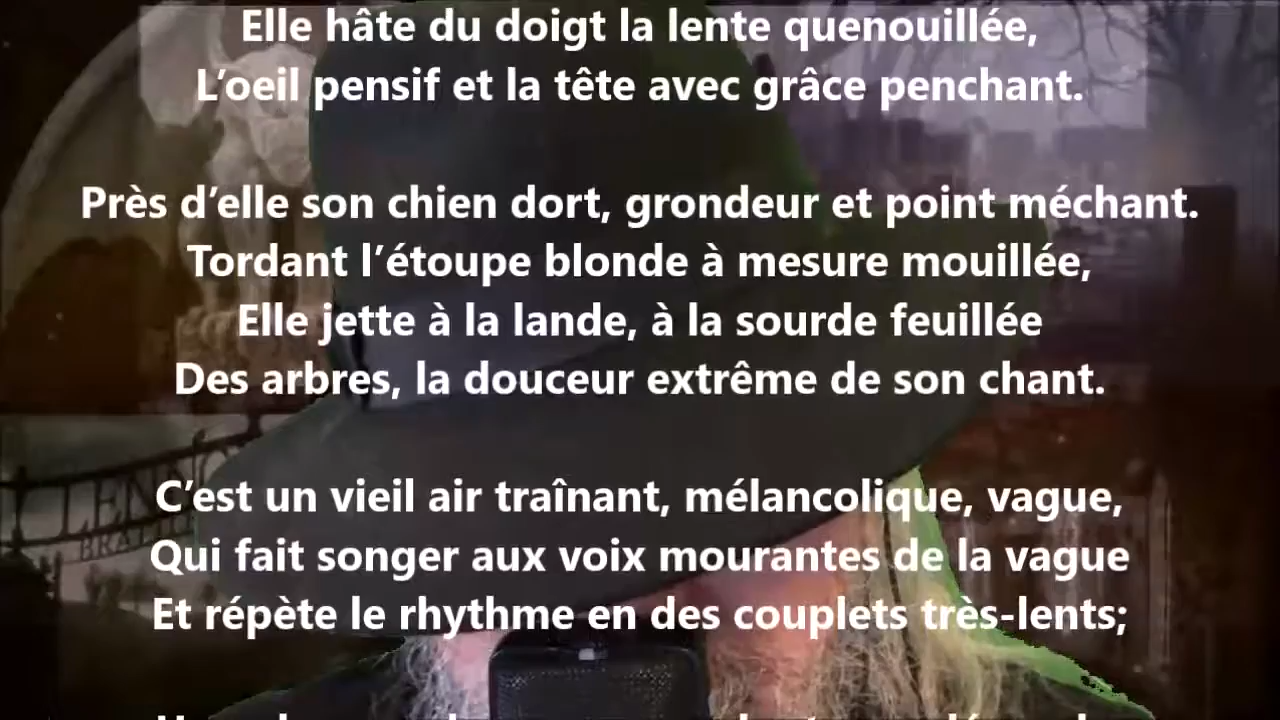 Elle hâte du doigt la lente quenouillée,
L’oeil pensif et la tête avec grâce penchant.
Près d’elle son chien dort, grondeur et point méchant.
Tordant l’étoupe blonde à mesure mouillée,
Elle jette à la lande, à la sourde feuillée
Des arbres, la douceur extrême de son chant.
C’est un vieil air traînant, mélancolique, vague,
Qui fait songer aux voix mourantes de la vague
Et répète le rhythme en des couplets très-lents;